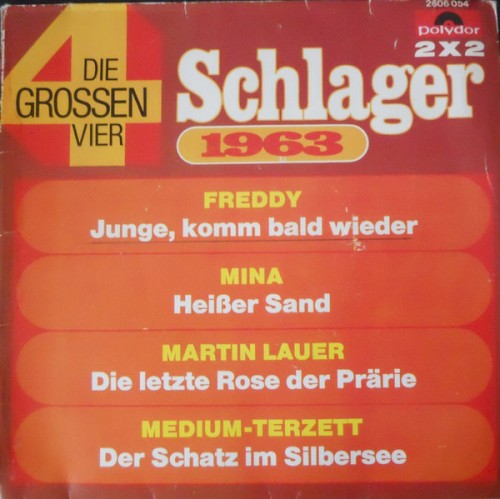 2606 054
polydor
2X2
4
DIE
GROSSEN
VIER
Schlager
1963
FREDDY
Junge, komm bald wieder
MINA
Heißer Sand
MARTIN LAUER
Die letzte Rose der Prärie
MEDIUM-TERZETT
Der Schatz im Silbersee